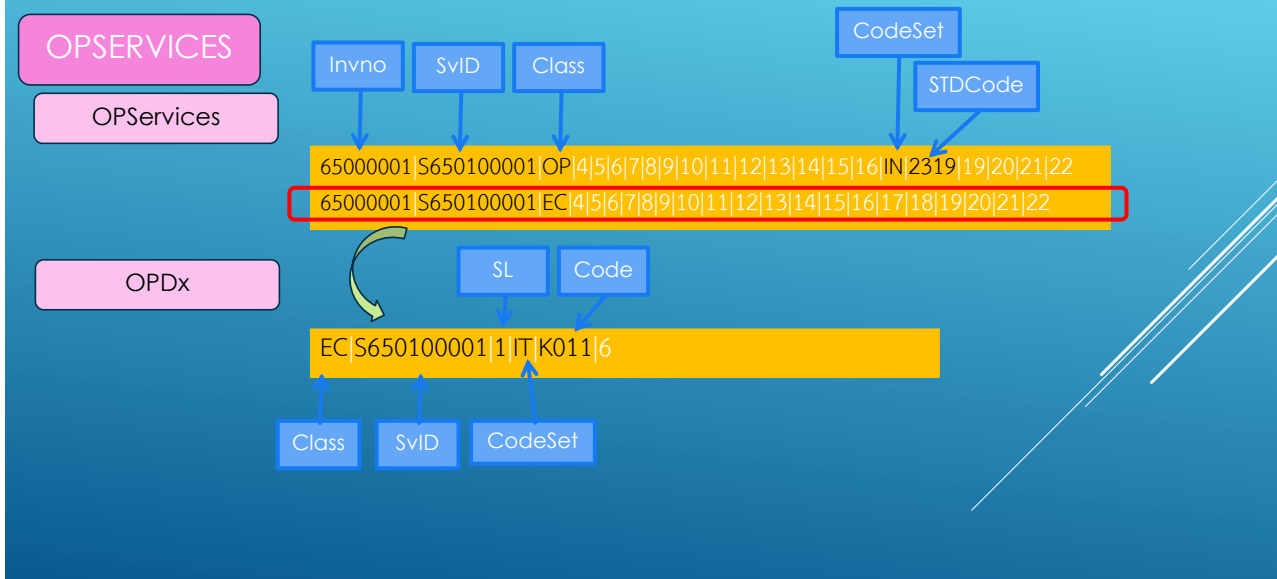 OPSERVICES
OPServices
Invno
SvID
Class
CodeSet
STDCode
65000001|S650100001|OP|4|5|6|7|8|9|10|11|12|13|14|15|16|IN|2319|19|20|21|22
65000001|S650100001|EC|4|5|6|7|8|9|10|11|12|13|14|15|16|17|18|19|20|21|22
OPDx
SL
Code
EC|S650100001|1|IT|K011|6
Class
SvID
CodeSet